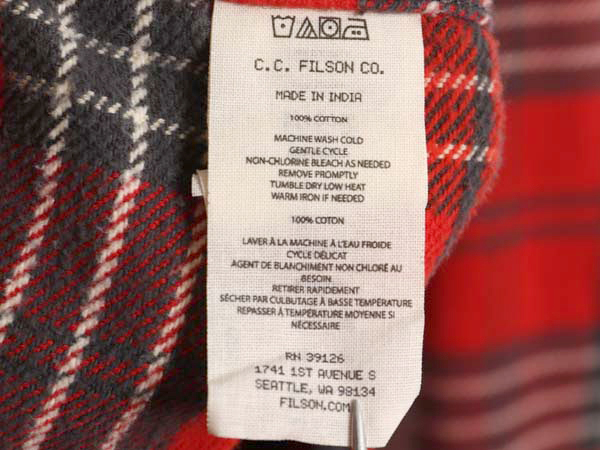 C.C. FILSON CO.
MADE IN INDIA
100% COTTON
MACHINE WASH COLD
GENTLE CYCLE
NON-CHLORINE BLEACH AS NEEDED
REMOVE PROMPTLY
TUMBLE DRY LOW HEAT
WARM IRON IF NEEDED
100% COTON
LAVER À LA MACHINE À L'EAU FROIDE
CYCLE DÉLICAT
AGENT DE BLANCHIMENT NON CHLORÉ AU
BESOIN
RETIRER RAPIDEMENT
SÉCHER PAR CULBUTAGE À BASSE TEMPÉRATURE
REPASSER À TEMPÉRATURE MOYENNE SI
NÉCESSAIRE
RN 39126
1741 1ST AVENUE S
SEATTLE, WA 98134
FILSON.COM